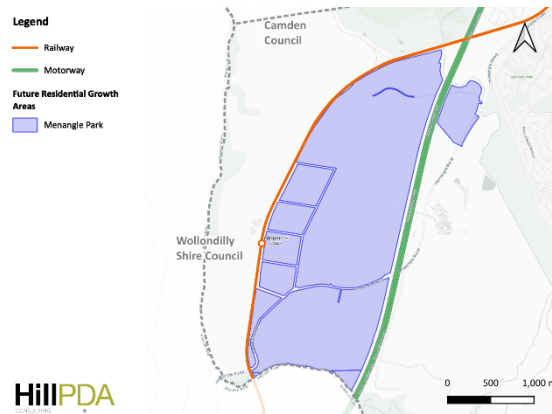 Legend
Railway
Motorway
Future Residential Growth
Areas
Menangle Park
Camden
Council
Wollondilly
Shire Council
HillPDA
CONSULTING
0 500 1,000 m